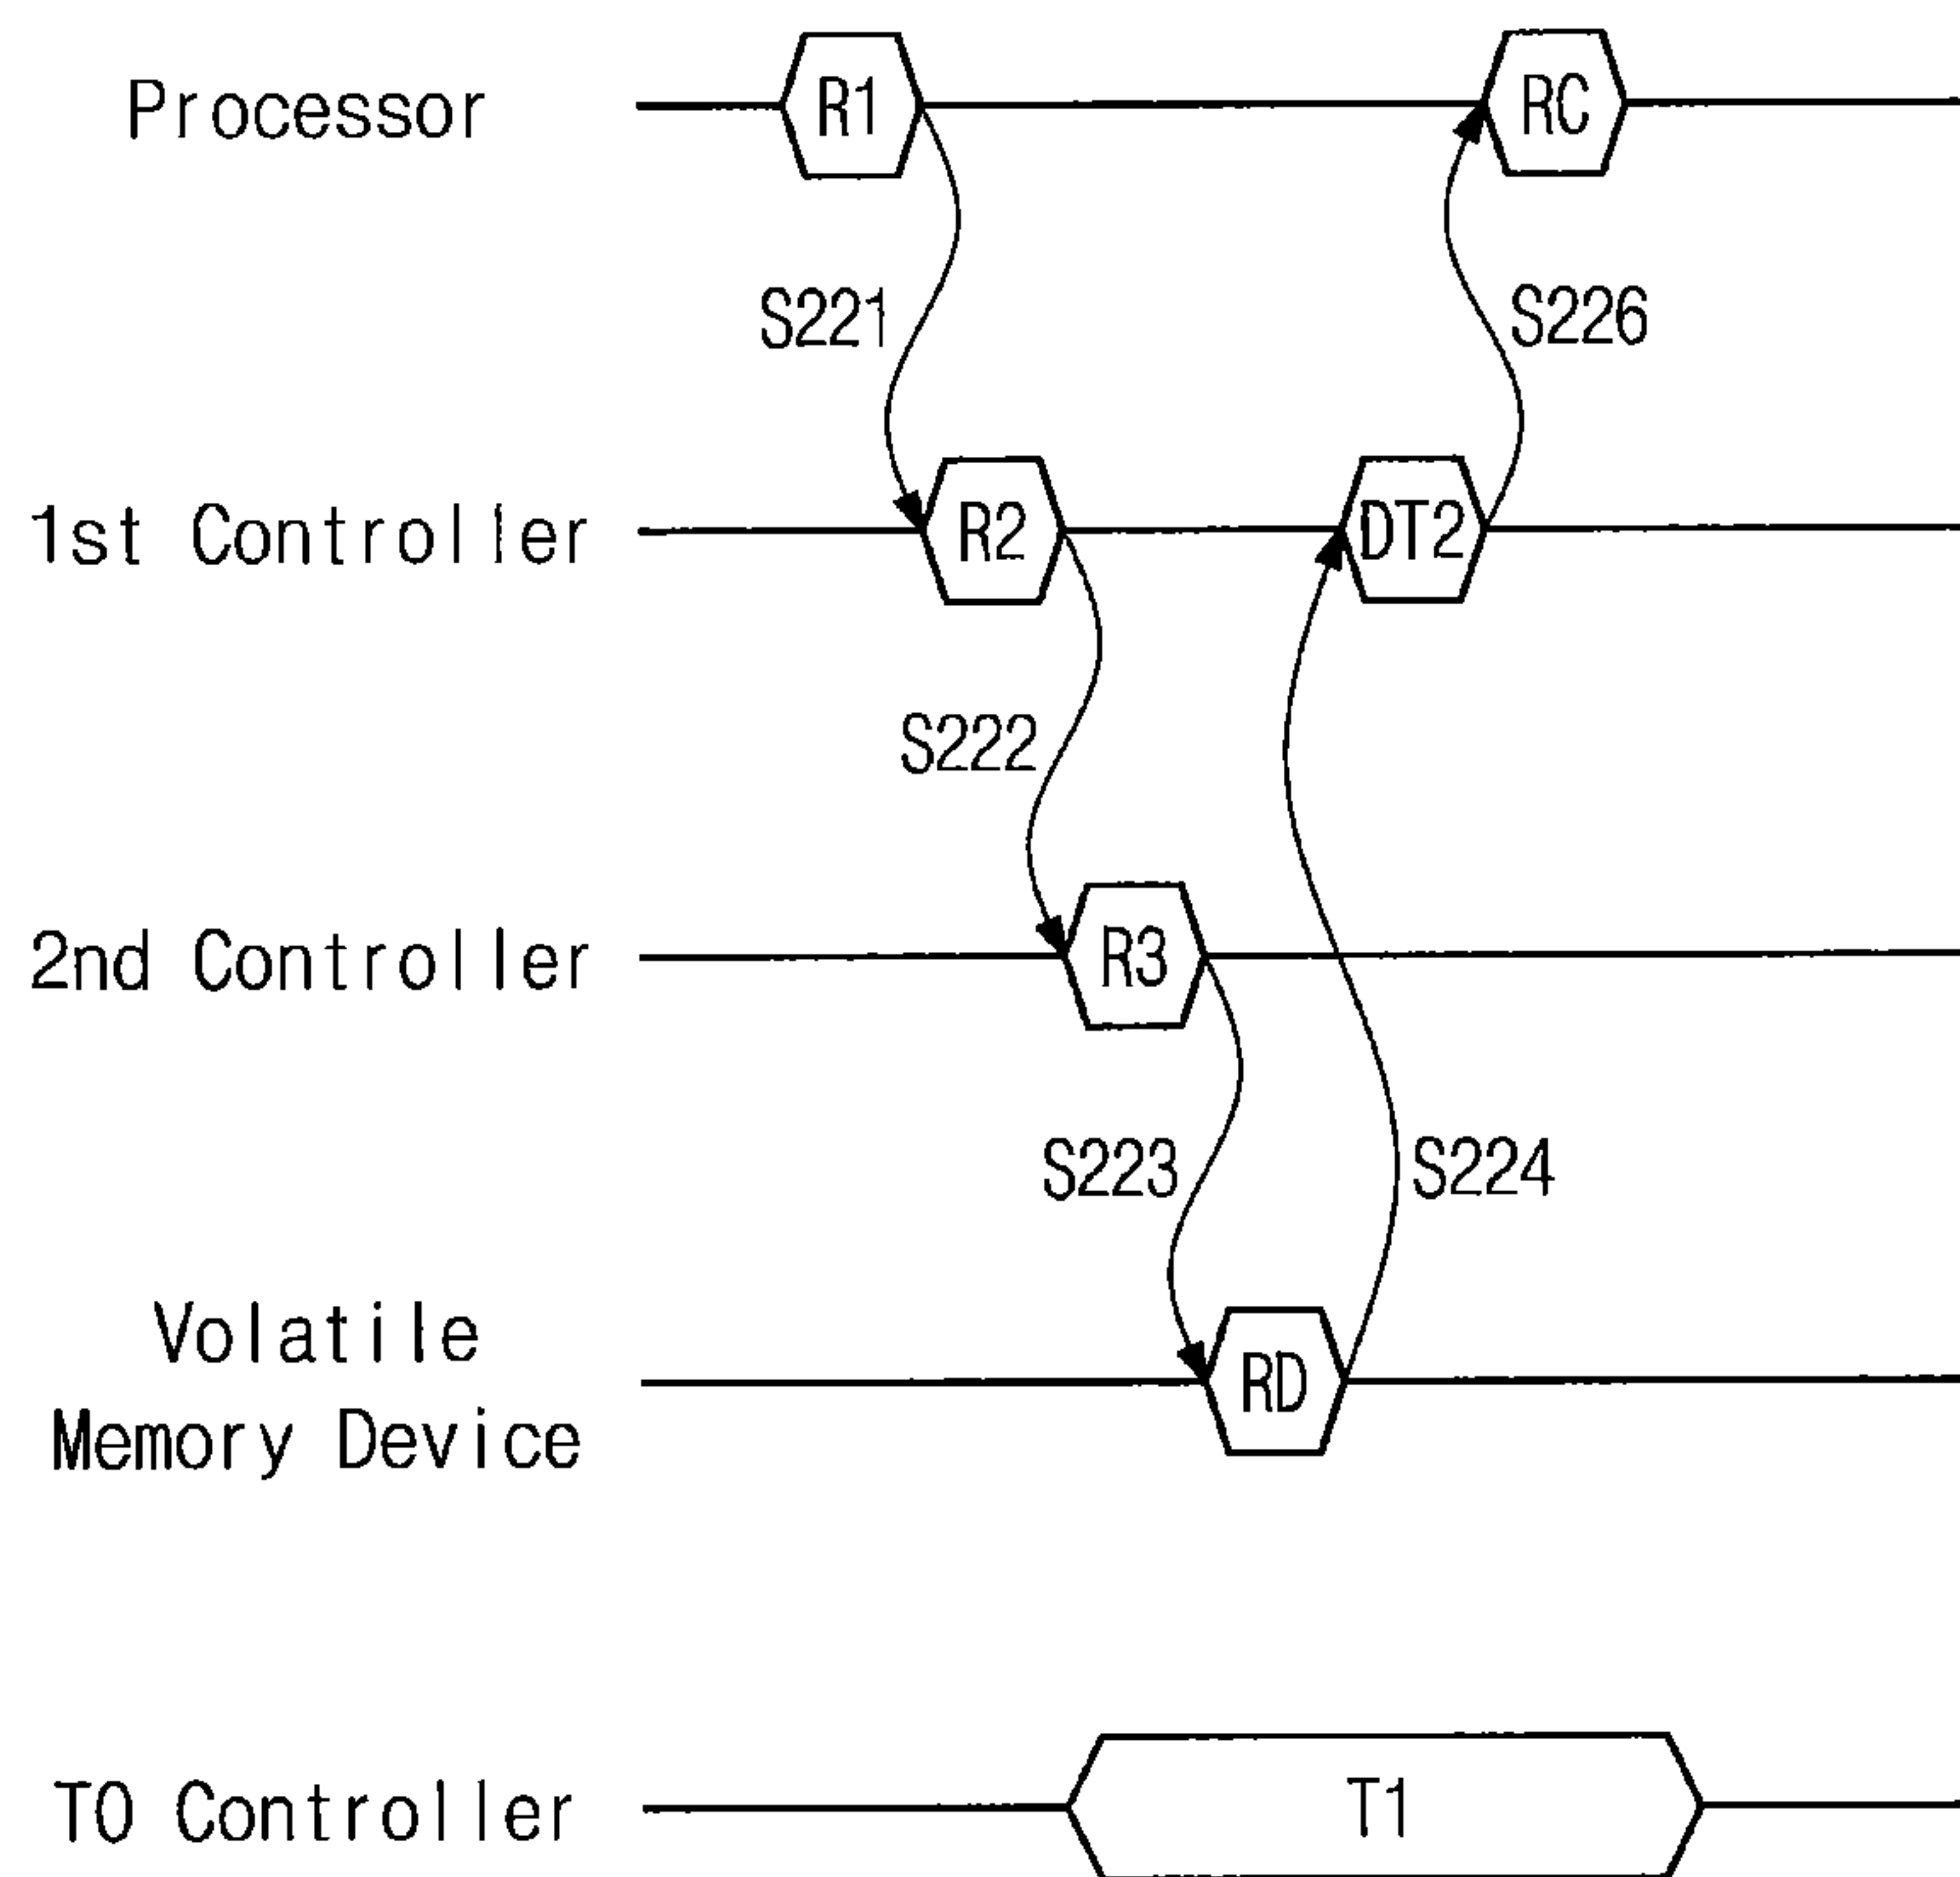 Processor
R1
RC
S221
S226
1st Controller
R2
DT2
S222
2nd Controller
R3
S223
S224
Volatile
Memory Device
RD
TO Controller
T1